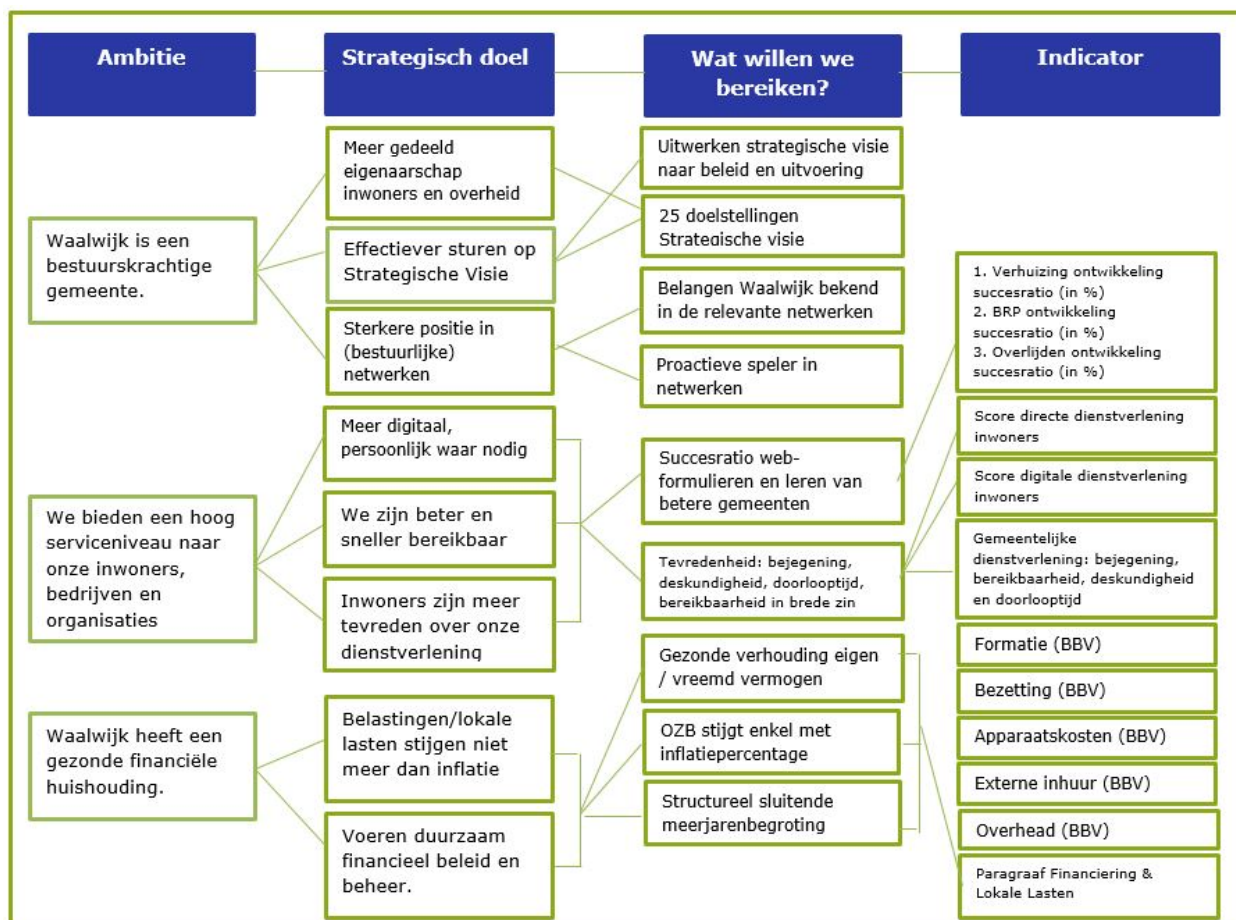 Ambitie
Strategisch doel
Wat willen we
bereiken?
Indicator
Waalwijk is een
bestuurskrachtige
gemeente.
We bieden een hoog
serviceniveau naar
onze inwoners,
bedrijven en
organisaties
Waalwijk heeft een
gezonde financiële
huishouding.
Meer gedeeld
eigenaarschap
inwoners en overheid
Effectiever sturen op
Strategische Visie
Sterkere positie in
(bestuurlijke)
netwerken
Meer digitaal,
persoonlijk waar nodig
We zijn beter en
sneller bereikbaar
Inwoners zijn meer
tevreden over onze
dienstverlening
Belastingen/lokale
lasten stijgen niet
meer dan inflatie
Voeren duurzaam
financieel beleid en
beheer.
Uitwerken strategische visie
naar beleid en uitvoering
25 doelstellingen
Strategische visie
Belangen Waalwijk bekend
in de relevante netwerken
Proactieve speler in
netwerken
Succesratio web-
formulieren en leren van
betere gemeenten
Tevredenheid: bejegening,
deskundigheid, doorlooptijd,
bereikbaarheid in brede zin
Gezonde verhouding eigen
/ vreemd vermogen
OZB stijgt enkel met
inflatiepercentage
Structureel sluitende
meerjarenbegroting
1. Verhuizing ontwikkeling
succesratio (in %)
2. BRP ontwikkeling
succesratio (in %)
3. Overlijden ontwikkeling
succesratio (in %)
Score directe dienstverlening
inwoners
Score digitale dienstverlening
inwoners
Gemeentelijke
dienstverlening: bejegening,
bereikbaarheid, deskundigheid
en doorlooptijd
Formatie (BBV)
Bezetting (BBV)
Apparaatskosten (BBV)
Externe inhuur (BBV)
Overhead (BBV)
Paragraaf Financiering &
Lokale Lasten